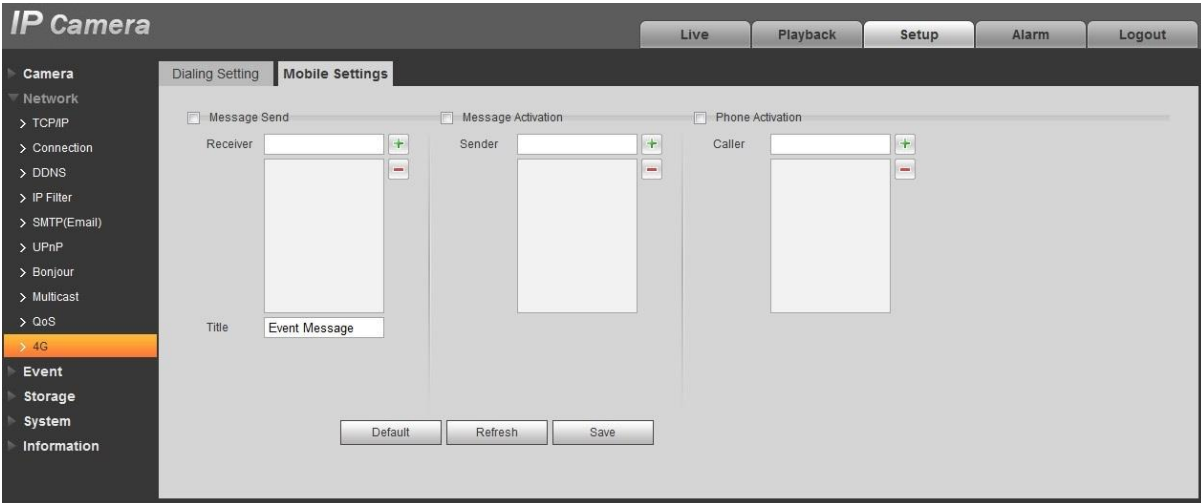 IP Camera
Live Playback Setup Alarm Logout
Camera
Network
TCP/IP
Connection
DDNS
IP Filter
SMTP(Email)
UPnP
Bonjour
Multicast
QoS
4G
Event
Storage
System
Information
Dialing Setting Mobile Settings
Message Send Message Activation Phone Activation
Receiver Sender Caller
Title Event Message
Default Refresh Save